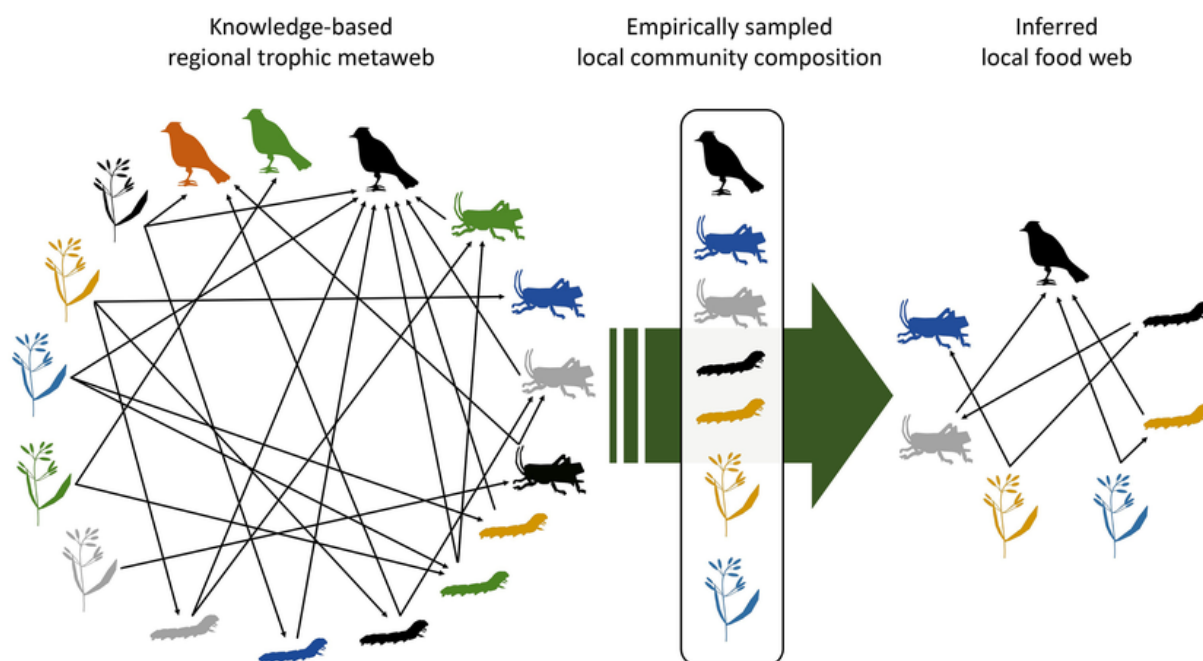 Knowledge-based
regional trophic metaweb
Empirically sampled
local community composition
Inferred
local food web